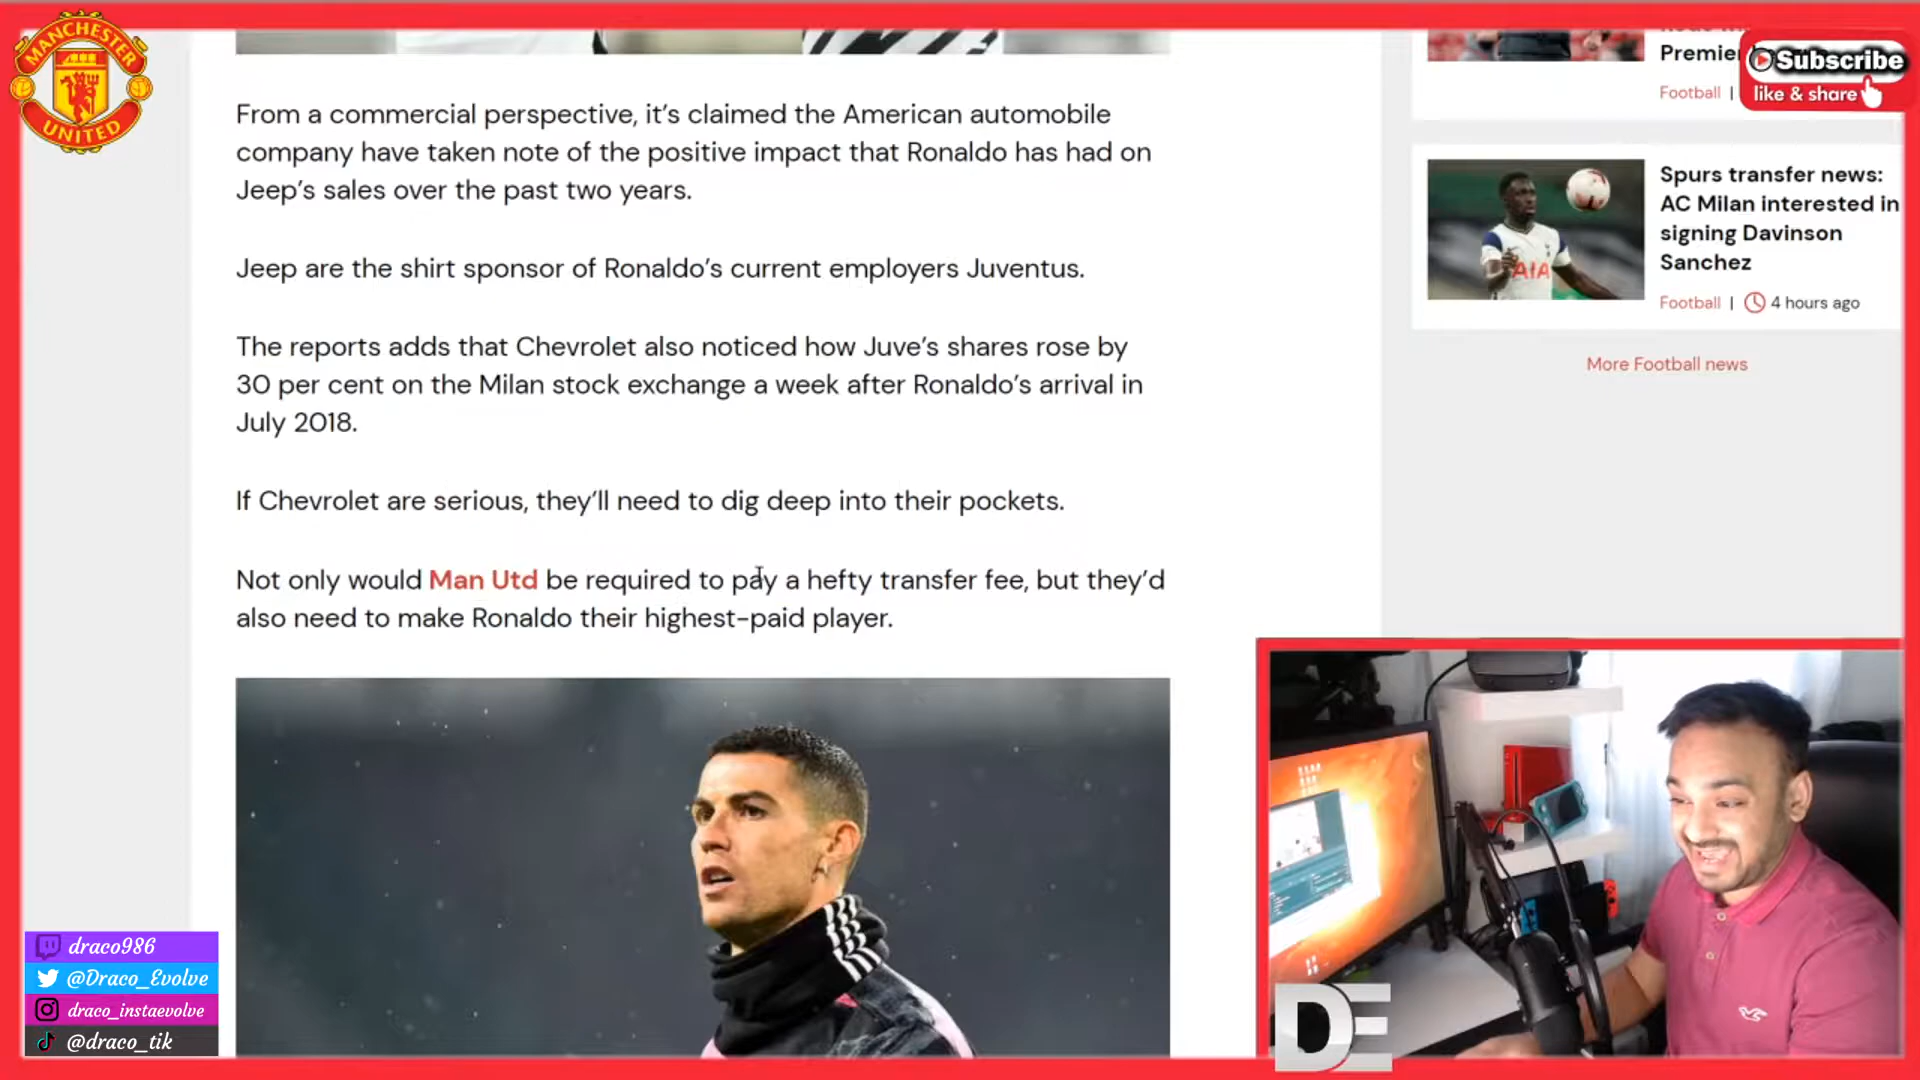 MANCHESTER
UNITED
From a commercial perspective, it’s claimed the American automobile
company have taken note of the positive impact that Ronaldo has had on
Jeep’s sales over the past two years.
Jeep are the shirt sponsor of Ronaldo’s current employers Juventus.
The reports adds that Chevrolet also noticed how Juve’s shares rose by
30 per cent on the Milan stock exchange a week after Ronaldo’s arrival in
July 2018.
If Chevrolet are serious, they’ll need to dig deep into their pockets.
Not only would Man Utd be required to pay a hefty transfer fee, but they’d
also need to make Ronaldo their highest-paid player.
Premier
Football |
Subscribe
like & share
Spurs transfer news:
AC Milan interested in
signing Davinson
Sanchez
Football | 4 hours ago
AIA
More Football news
draco986
@Draco_Evolve
draco_instaevolve
@draco_tik
DE